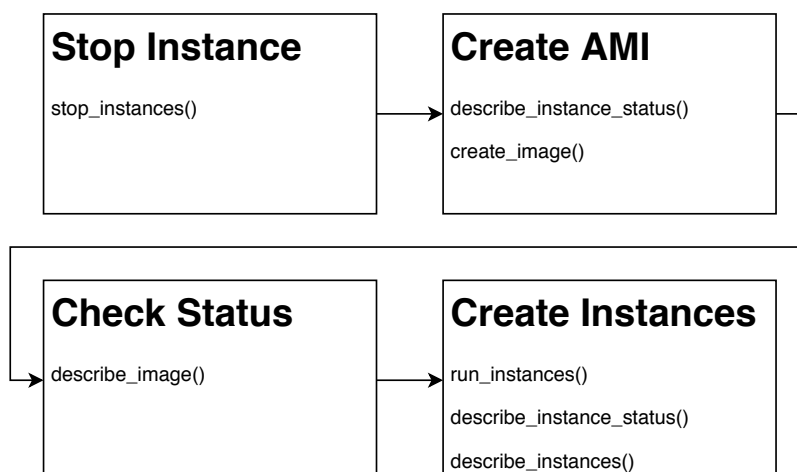 Stop Instance
stop_instances()
Create AMI
describe_instance_status()
create_image()
Check Status
describe_image()
Create Instances
run_instances()
describe_instance_status()
describe_instances()